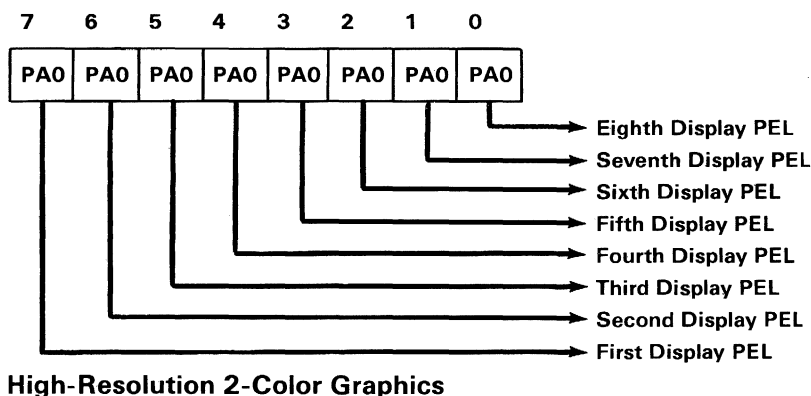 7 6 5 4 3 2 1 0
PA0 PA0 PA0 PA0 PA0 PA0 PA0 PA0
Eighth Display PEL
Seventh Display PEL
Sixth Display PEL
Fifth Display PEL
Fourth Display PEL
Third Display PEL
Second Display PEL
First Display PEL
High-Resolution 2-Color Graphics